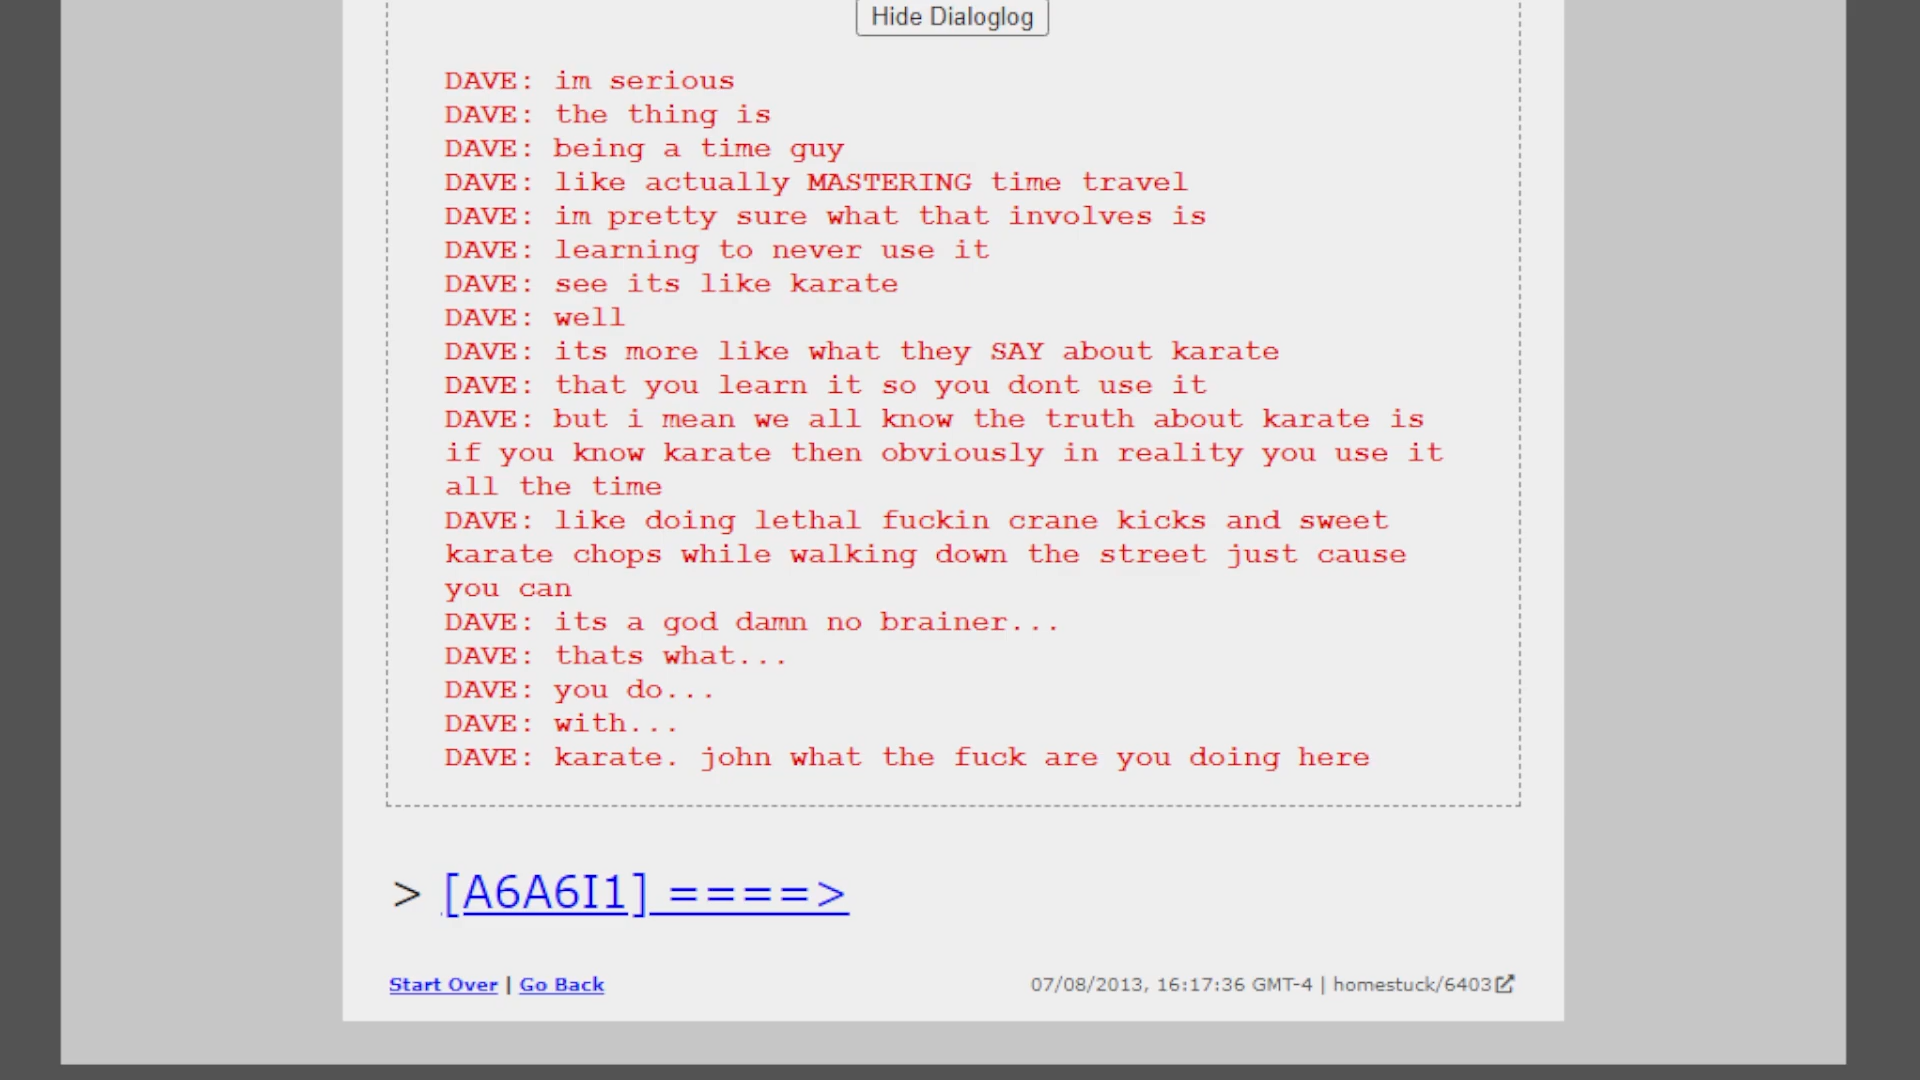 Hide Dialoglog
DAVE: im serious
DAVE: the thing is
DAVE: being a time guy
DAVE: like actually MASTERING time travel
DAVE: im pretty sure what that involves is
DAVE: learning to never use it
DAVE: see its like karate
DAVE: well
DAVE: its more like what they SAY about karate
DAVE: that you learn it so you dont use it
DAVE: but i mean we all know the truth about karate is
if you know karate then obviously in reality you use it
all the time
DAVE: like doing lethal fuckin crane kicks and sweet
karate chops while walking down the street just cause
you can
DAVE: its a god damn no brainer...
DAVE: thats what...
DAVE: you do...
DAVE: with...
DAVE: karate. john what the fuck are you doing here
> [A6A6I1] ====>
Start Over | Go Back
07/08/2013, 16:17:36 GMT-4 | homestuck/6403